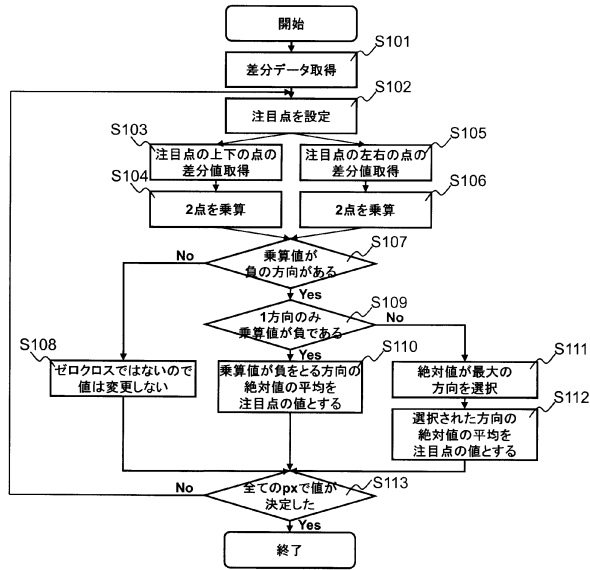 開始
S101
差分データ取得
S102
注目点を設定
S103
注目点の上下の点の
差分値取得
S105
注目点の左右の点の
差分値取得
S104
2点を乗算
S106
2点を乗算
S107
乗算値が
負の方向がある
No
Yes
S109
1方向のみ
乗算値が負である
No
Yes
S108
ゼロクロスではないので
値は変更しない
S110
乗算値が負をとる方向の
絶対値の平均を
注目点の値とする
S111
絶対値が最大の
方向を選択
S112
選択された方向の
絶対値の平均を
注目点の値とする
S113
全てのpxで値が
決定した
No
Yes
終了